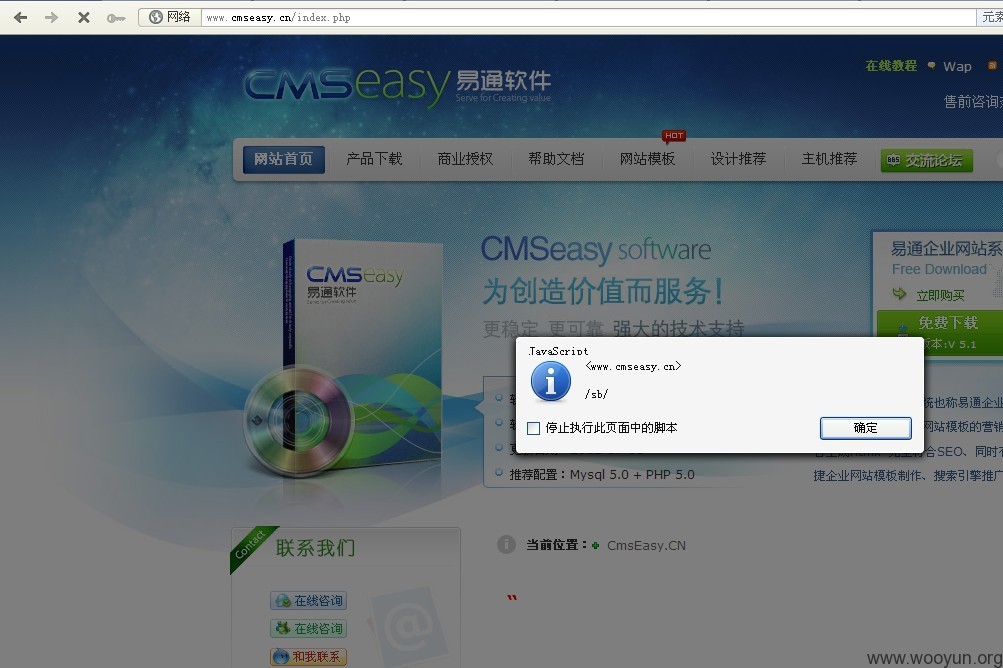 网络 www.cmseasy.cn/index.php
在线教程 Wap
CMSeasy 易通软件
Serve for Creating value
售前咨询
HOT
网站首页 产品下载 商业授权 帮助文档 网站模板 设计推荐 主机推荐 BBS 交流论坛
CMSeasy software
为创造价值而服务!
更稳定 更可靠 强大的技术支持
易通企业网站系
Free Download
立即购买
免费下载
版本:V 5.1
CMSeasy
易通软件
JavaScript
<www.cmseasy.cn>
/sb/
停止执行此页面中的脚本
确定
统也称易通企业
网站模板的营销
符合SEO、同时
捷企业网站模板制作、搜索引擎推广
推荐配置：Mysql 5.0 + PHP 5.0
Contact
联系我们
当前位置： CmsEasy.CN
在线咨询
在线咨询
和我联系
www.wooyun.org